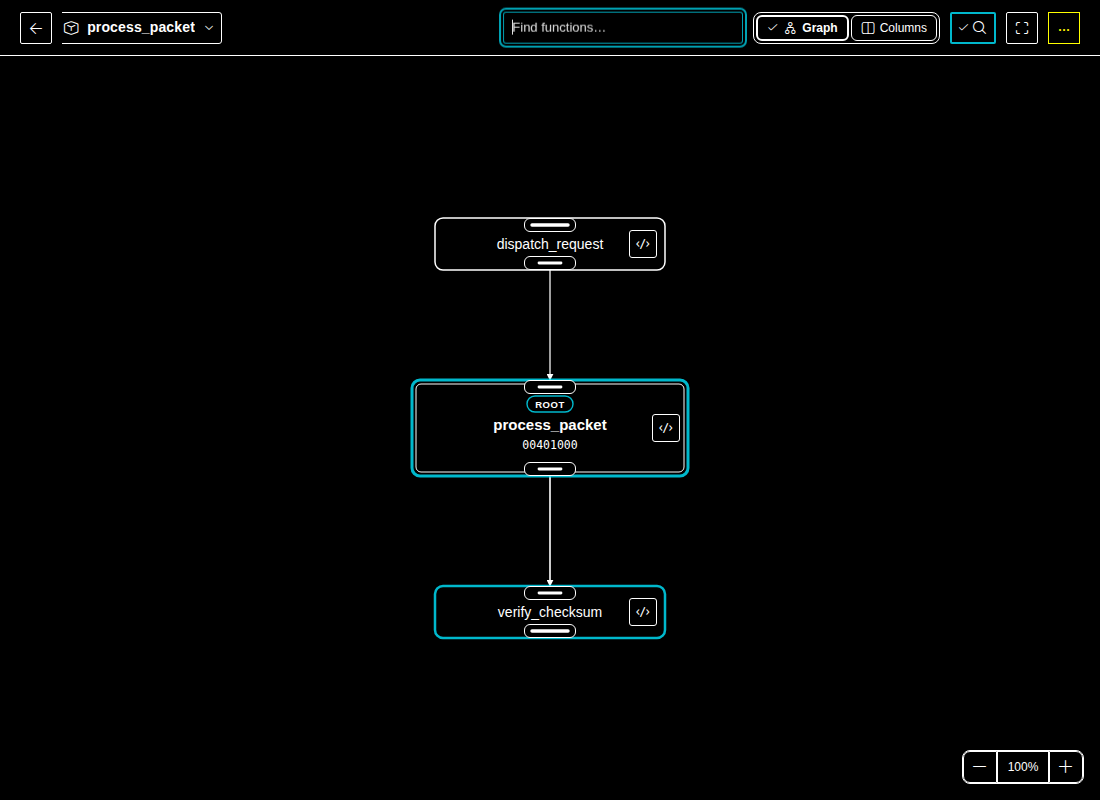 process_packet
Find functions…
Graph
Columns
…
dispatch_request
</>
ROOT
process_packet
00401000
</>
verify_checksum
</>
100%